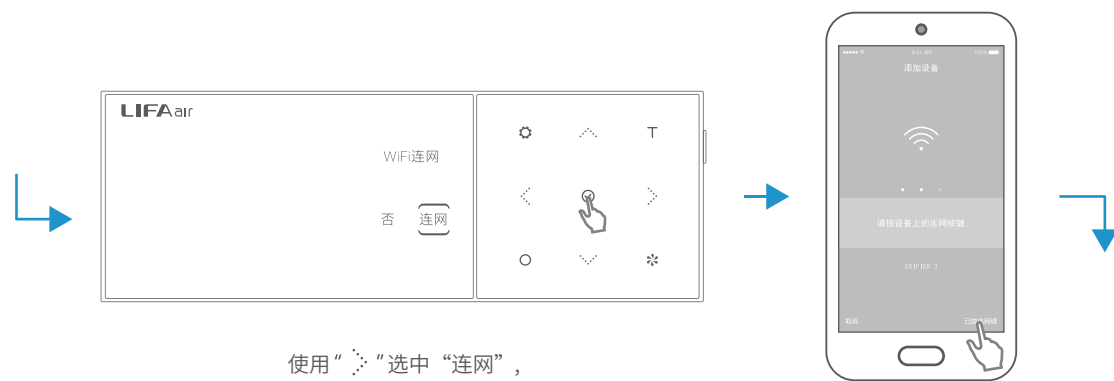 LIFAair
WiFi连网
否 连网
T
使用“ ”选中“连网”，
添加设备
请按设备上的连网按键
取消